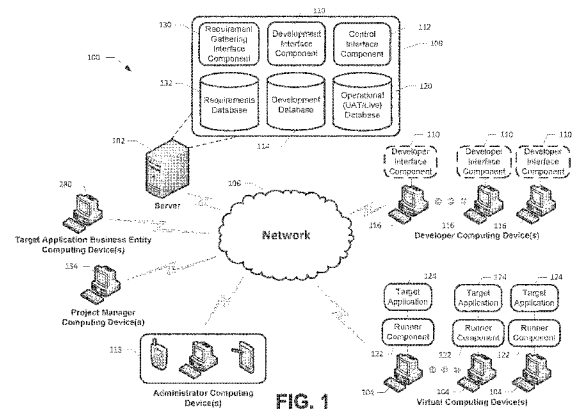 110
130
Requirement
Gathering
Interface
Component
Development
Interface
Component
Control
Interface
Component
112
108
100
132
Requirements
Database
Development
Database
Operational
(UAT/Live)
Database
120
114
102
Server
106
Network
110
110
110
Developer
Interface
Component
Developer
Interface
Component
Developer
Interface
Component
116
116
116
Developer Computing Device(s)
Target Application Business Entity
Computing Device(s)
134
Project Manager
Computing Device(s)
124
124
124
Target
Application
Target
Application
Target
Application
Runner
Component
Runner
Component
Runner
Component
122
122
122
104
104
104
Virtual Computing Device(s)
Administrator Computing
Device(s)
FIG. 1